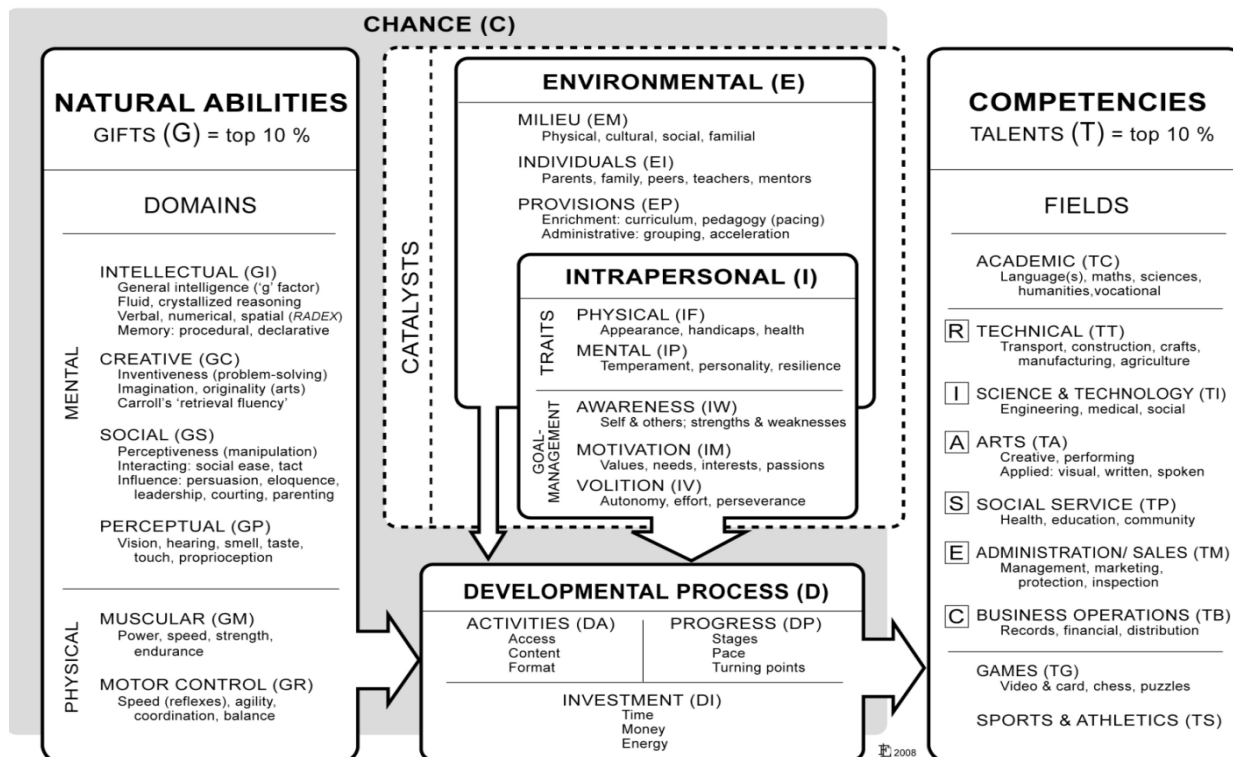 CHANCE (C)
NATURAL ABILITIES
GIFTS (G) = top 10 %
DOMAINS
MENTAL
INTELLECTUAL (GI)
General intelligence (‘g’ factor)
Fluid, crystallized reasoning
Verbal, numerical, spatial (RADEX)
Memory: procedural, declarative
CREATIVE (GC)
Inventiveness (problem-solving)
Imagination, originality (arts)
Carroll’s ‘retrieval fluency’
SOCIAL (GS)
Perceptiveness (manipulation)
Interacting: social ease, tact
Influence: persuasion, eloquence,
leadership, courting, parenting
PERCEPTUAL (GP)
Vision, hearing, smell, taste,
touch, proprioception
PHYSICAL
MUSCULAR (GM)
Power, speed, strength,
endurance
MOTOR CONTROL (GR)
Speed (reflexes), agility,
coordination, balance
CATALYSTS
ENVIRONMENTAL (E)
MILIEU (EM)
Physical, cultural, social, familial
INDIVIDUALS (EI)
Parents, family, peers, teachers, mentors
PROVISIONS (EP)
Enrichment: curriculum, pedagogy (pacing)
Administrative: grouping, acceleration
INTRAPERSONAL (I)
TRAITS
PHYSICAL (IF)
Appearance, handicaps, health
MENTAL (IP)
Temperament, personality, resilience
GOAL-
MANAGEMENT
AWARENESS (IW)
Self & others; strengths & weaknesses
MOTIVATION (IM)
Values, needs, interests, passions
VOLITION (IV)
Autonomy, effort, perseverance
DEVELOPMENTAL PROCESS (D)
ACTIVITIES (DA)
Access
Content
Format
PROGRESS (DP)
Stages
Pace
Turning points
INVESTMENT (DI)
Time
Money
Energy
COMPETENCIES
TALENTS (T) = top 10 %
FIELDS
ACADEMIC (TC)
Language(s), maths, sciences,
humanities,vocational
R TECHNICAL (TT)
Transport, construction, crafts,
manufacturing, agriculture
I SCIENCE & TECHNOLOGY (TI)
Engineering, medical, social
A ARTS (TA)
Creative, performing
Applied: visual, written, spoken
S SOCIAL SERVICE (TP)
Health, education, community
E ADMINISTRATION/ SALES (TM)
Management, marketing,
protection, inspection
C BUSINESS OPERATIONS (TB)
Records, financial, distribution
GAMES (TG)
Video & card, chess, puzzles
SPORTS & ATHLETICS (TS)
2008